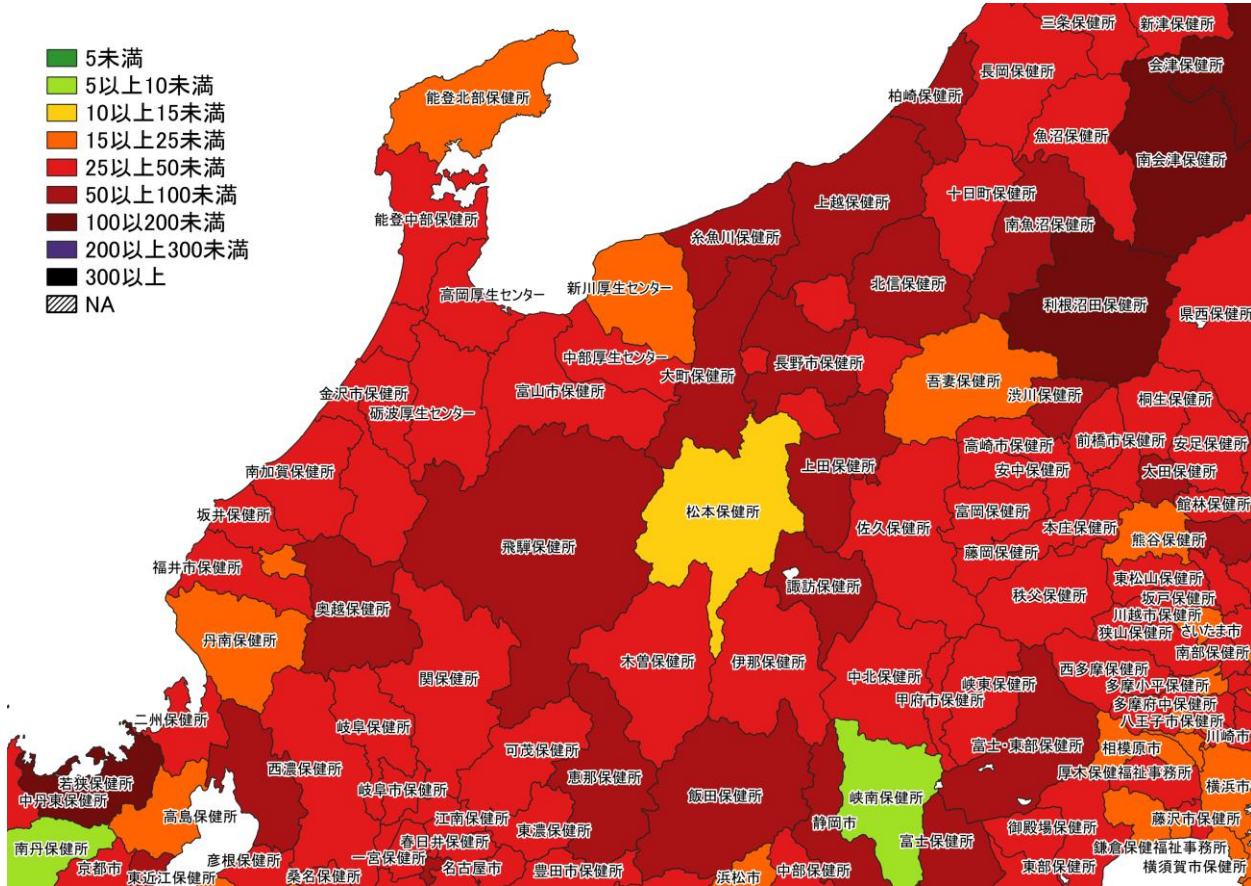 5未満
5以上10未満
10以上15未満
15以上25未満
25以上50未満
50以上100未満
100以200未満
200以上300未満
300以上
NA
三条保健所
新津保健所
長岡保健所
会津保健所
能登北部保健所
柏崎保健所
魚沼保健所
南会津保健所
十日町保健所
上越保健所
能登中部保健所
南魚沼保健所
糸魚川保健所
北信保健所
新川厚生センター
高岡厚生センター
利根沼田保健所
県西保健所
中部厚生センター
長野市保健所
大町保健所
吾妻保健所
富山市保健所
金沢市保健所
渋川保健所
桐生保健所
砺波厚生センター
高崎市保健所
前橋市保健所
安足保健所
南加賀保健所
上田保健所
安中保健所
太田保健所
館林保健所
坂井保健所
松本保健所
富岡保健所
佐久保健所
本庄保健所
熊谷保健所
飛騨保健所
藤岡保健所
福井市保健所
東松山保健所
諏訪保健所
秩父保健所
坂戸保健所
奥越保健所
川越市保健所
狭山保健所
さいたま市
丹南保健所
南部保健所
木曽保健所
伊那保健所
西多摩保健所
関保健所
中北保健所
峡東保健所
多摩小平保健所
甲府市保健所
多摩府中保健所
二州保健所
岐阜保健所
八王子市保健所
川崎市
可茂保健所
富士・東部保健所
相模原市
西濃保健所
恵那保健所
厚木保健福祉事務所
若狭保健所
横浜市
岐阜市保健所
飯田保健所
峡南保健所
中丹東保健所
高島保健所
江南保健所
静岡市
藤沢市保健所
東濃保健所
御殿場保健所
南丹保健所
春日井保健所
富士保健所
鎌倉保健福祉事務所
彦根保健所
一宮保健所
京都市
名古屋市
豊田市保健所
中部保健所
東部保健所
横須賀市保健所
東近江保健所
桑名保健所
浜松市